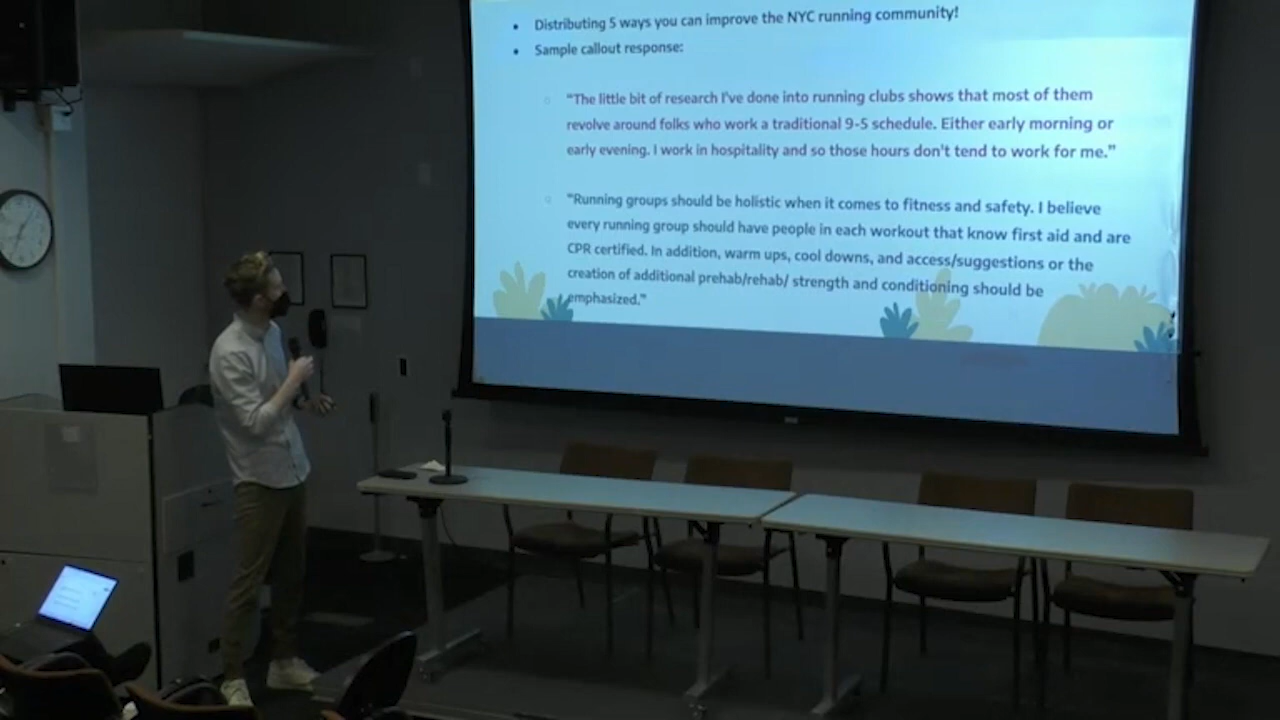 • Distributing 5 ways you can improve the NYC running community!
• Sample callout response:
○ “The little bit of research I've done into running clubs shows that most of them
revolve around folks who work a traditional 9-5 schedule. Either early morning or
early evening. I work in hospitality and so those hours don't tend to work for me.”
○ “Running groups should be holistic when it comes to fitness and safety. I believe
every running group should have people in each workout that know first aid and are
CPR certified. In addition, warm ups, cool downs, and access/suggestions or the
creation of additional prehab/rehab/ strength and conditioning should be
emphasized.”